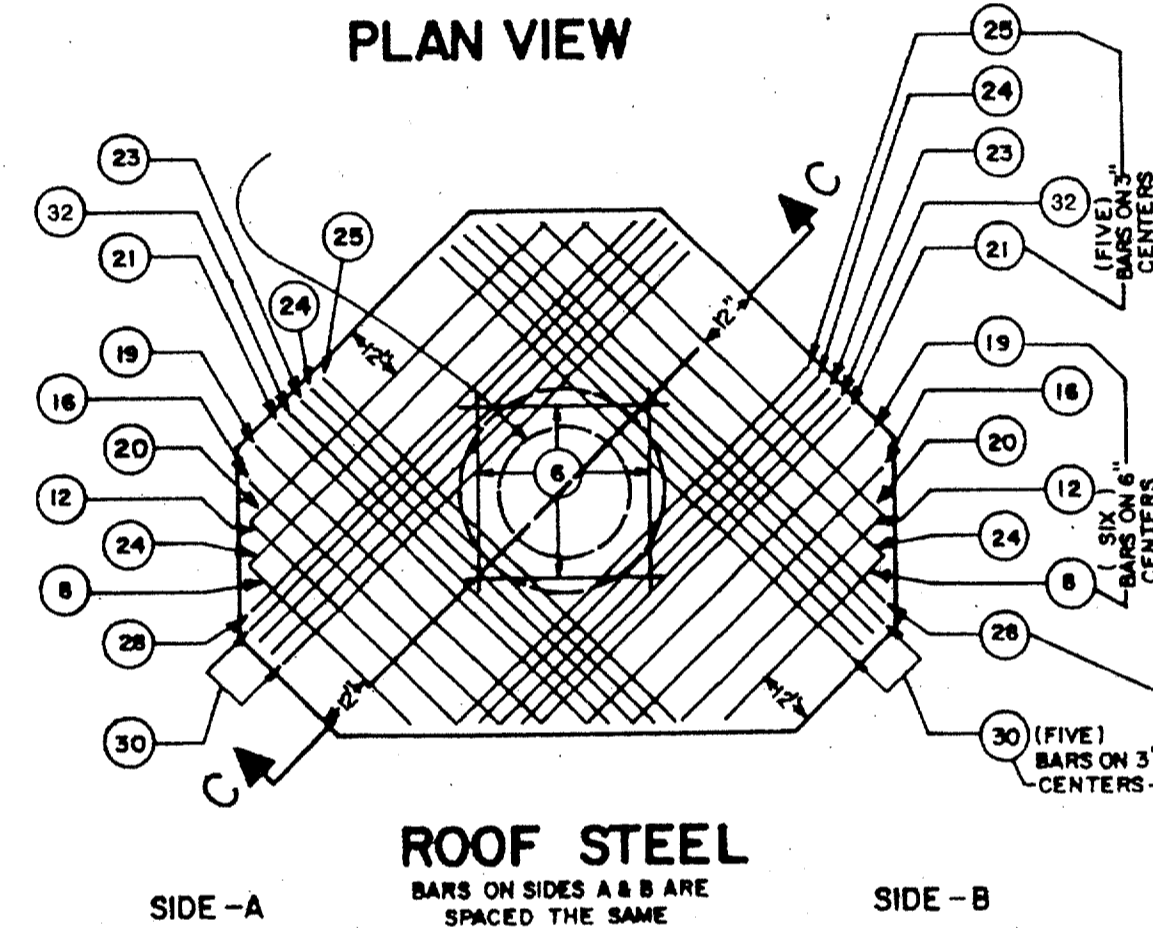 PLAN VIEW
25
24
23
32
21
(FIVE)
BARS ON 3"
CENTERS
19
16
20
12
24
8
(SIX)
BARS ON 6"
CENTERS
28
30 (FIVE)
BARS ON 3"
CENTERS
23
32
21
24
25
19
16
20
12
24
8
28
30
C
12"
12"
6
12"
12"
C
ROOF STEEL
BARS ON SIDES A & B ARE
SPACED THE SAME
SIDE-A
SIDE-B